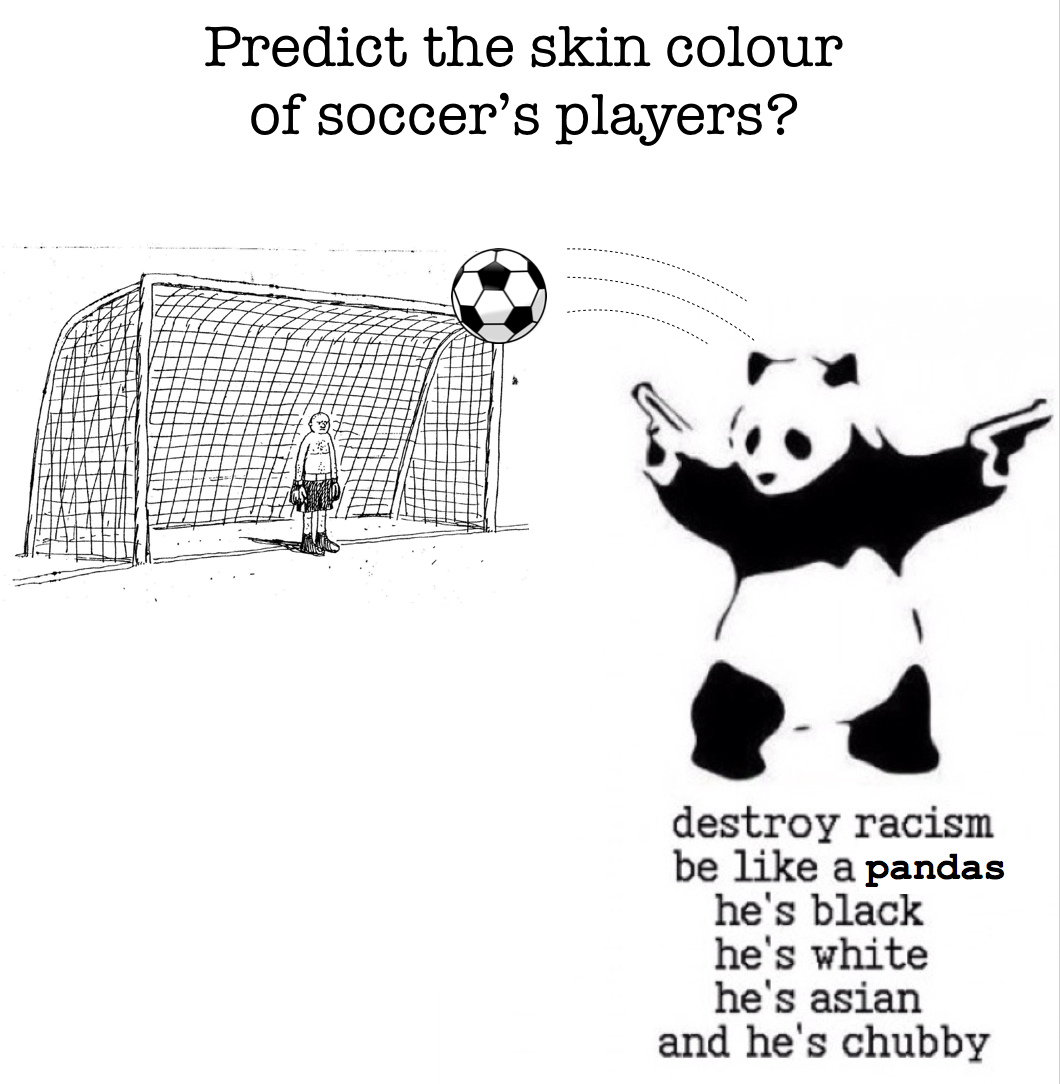 Predict the skin colour
of soccer’s players?
destroy racism
be like a pandas
he's black
he's white
he's asian
and he's chubby